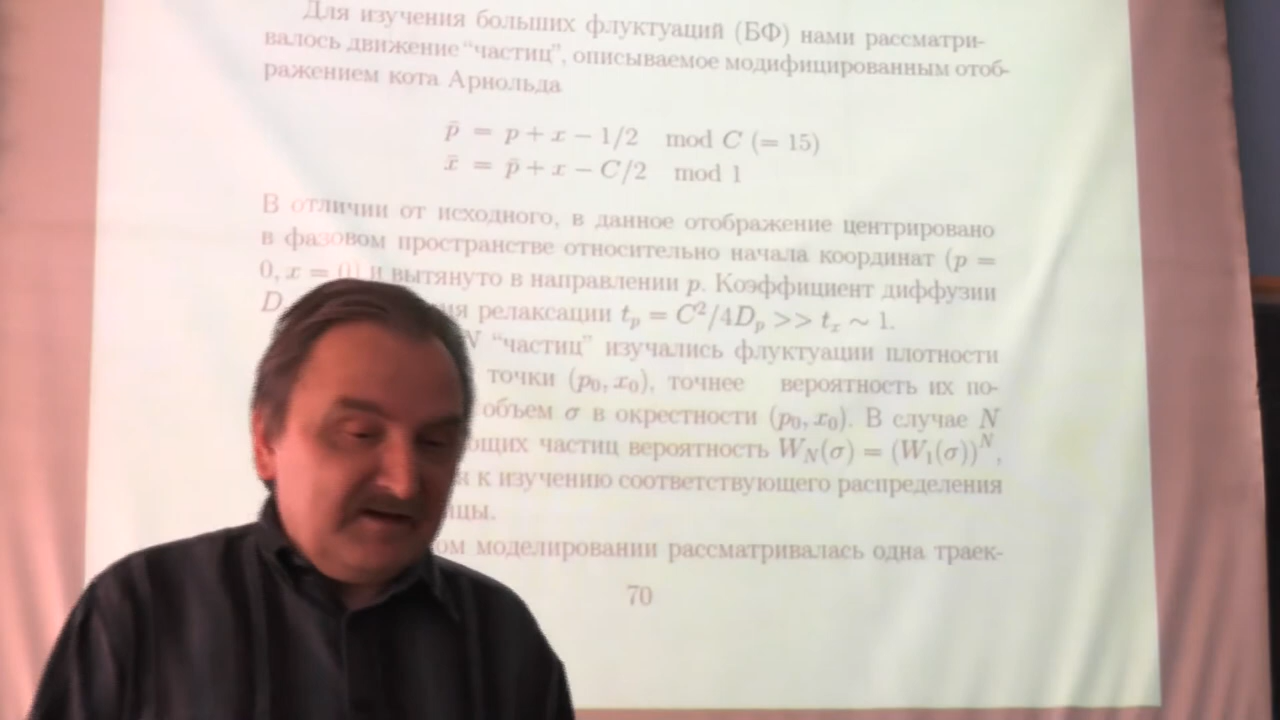 Для изучения больших флуктуаций (БФ) нами рассматри-
валось движение "частиц", описываемое модифицированным отоб-
ражением кота Арнольда
p̄ = p + x − 1/2 mod C (= 15)
x̄ = p̄ + x − C/2 mod 1
В отличии от исходного, в данное отображение центрировано
в фазовом пространстве относительно начала координат (p =
0, x = 0) и вытянуто в направлении p. Коэффициент диффузии
D релаксации t_p = C²/4D_p >> t_x ∼ 1.
N "частиц" изучались флуктуации плотности
точки (p₀, x₀), точнее вероятность их по-
объем σ в окрестности (p₀, x₀). В случае N
ющих частиц вероятность W_N(σ) = (W₁(σ))^N,
к изучению соответствующего распределения
ицы.
ом моделировании рассматривалась одна траек-
70